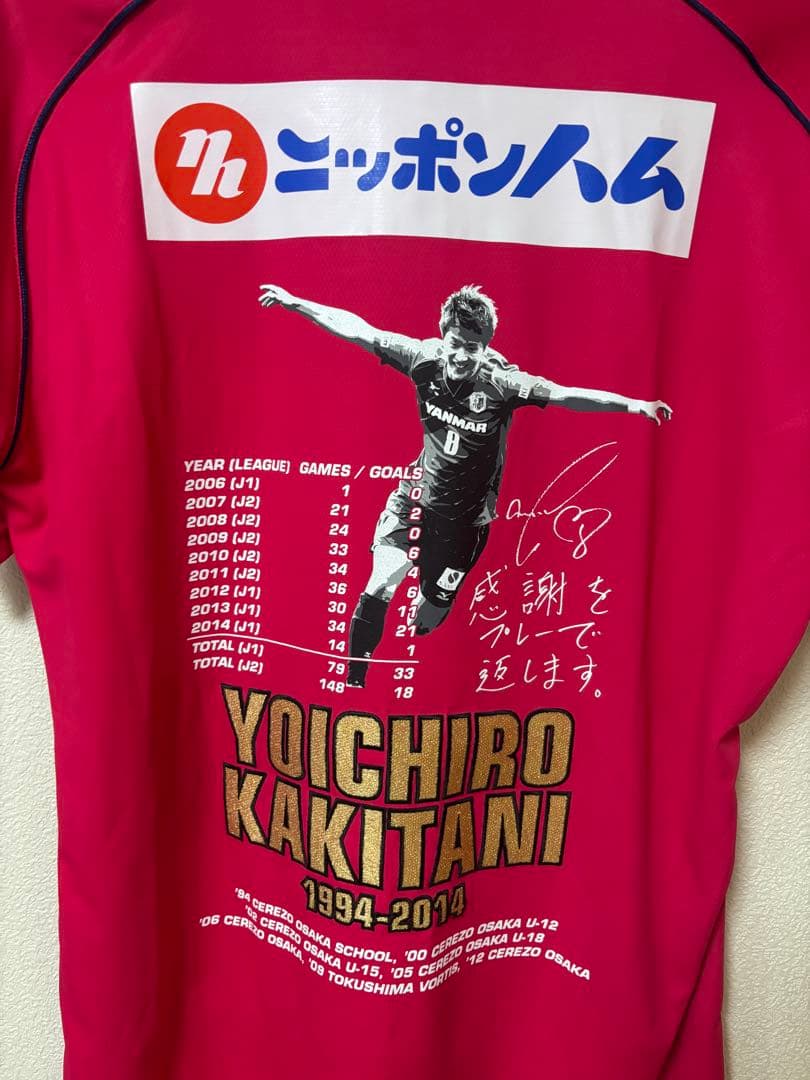 nh ニッポンハム
YANMAR
8
YEAR (LEAGUE) GAMES / GOALS
2006 (J1) 1 0
2007 (J2) 21 2
2008 (J2) 24 0
2009 (J2) 33 6
2010 (J2) 34 4
2011 (J2) 36 6
2012 (J1) 30 11
2013 (J1) 34 21
2014 (J1) 14 1
TOTAL (J1) 79 33
TOTAL (J2) 148 18
8
感謝を
プレーで
返します。
YOICHIRO
KAKITANI
1994-2014
'94 CEREZO OSAKA SCHOOL, '00 CEREZO OSAKA U-12
'02 CEREZO OSAKA U-15, '05 CEREZO OSAKA U-18
'06 CEREZO OSAKA, '09 TOKUSHIMA VORTIS, '12 CEREZO OSAKA